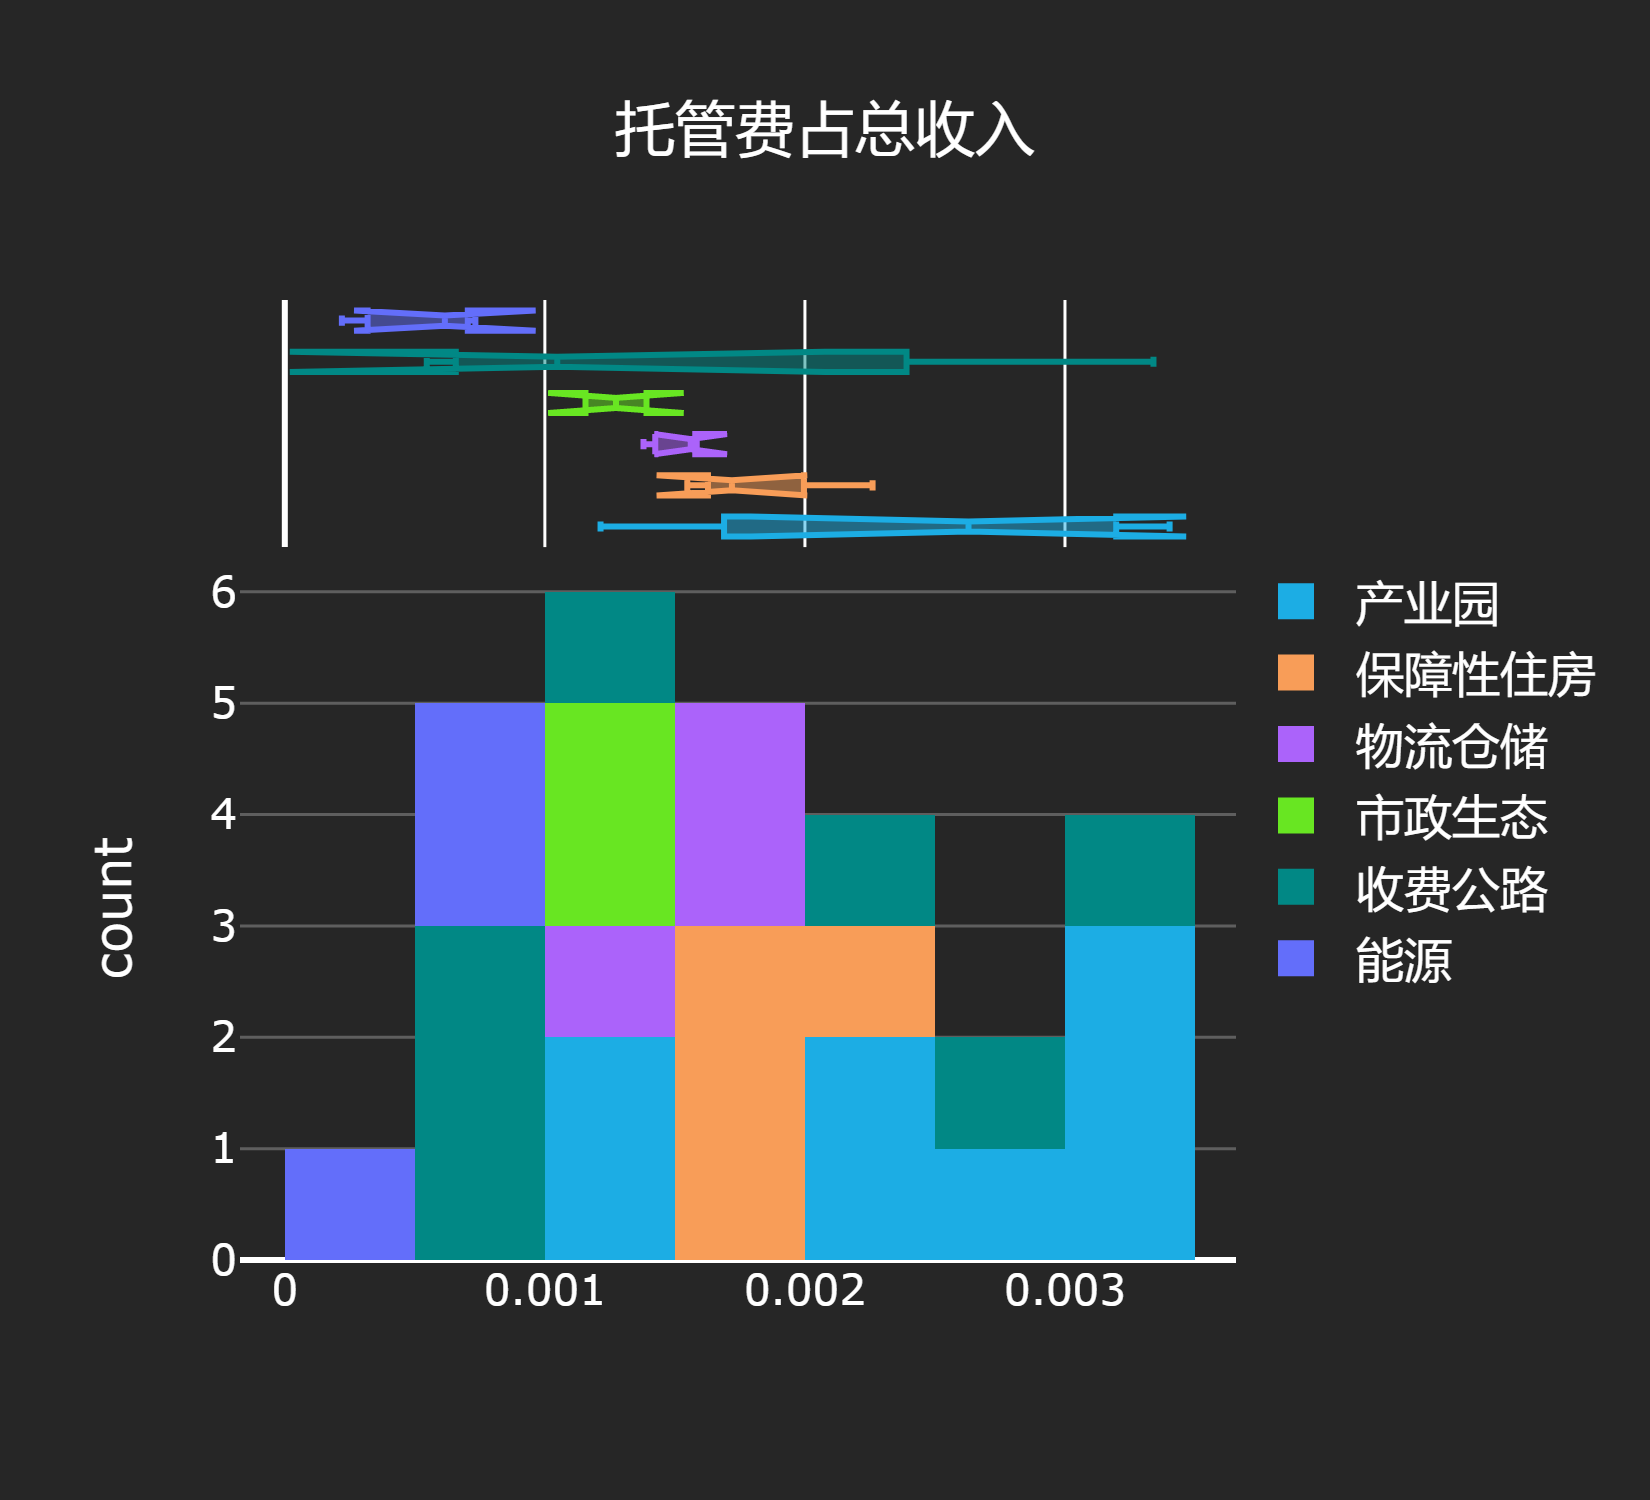 托管费占总收入
6
5
4
3
2
1
0
count
0 0.001 0.002 0.003
产业园
保障性住房
物流仓储
市政生态
收费公路
能源